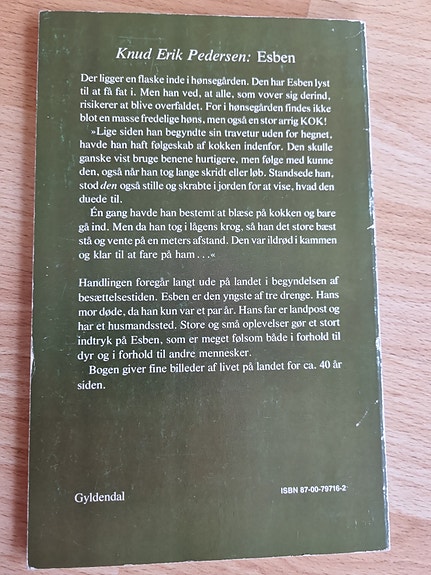 Knud Erik Pedersen: Esben
Der ligger en flaske inde i hønsegården. Den har Esben lyst
til at få fat i. Men han ved, at alle, som vover sig derind,
risikerer at blive overfaldet. For i hønsegården findes ikke
blot en masse fredelige høns, men også en stor arrig KOK!
»Lige siden han begyndte sin travetur uden for hegnet,
havde han haft følgeskab af kokken indenfor. Den skulle
ganske vist bruge benene hurtigere, men følge med kunne
den, også når han tog lange skridt eller løb. Standsede han,
stod den også stille og skrabte i jorden for at vise, hvad den
duede til.
Én gang havde han bestemt at blæse på kokken og bare
gå ind. Men da han tog i lågens krog, så han det store bæst
stå og vente på en meters afstand. Den var ildrød i kammen
og klar til at fare på ham . . .«
Handlingen foregår langt ude på landet i begyndelsen af
besættelsestiden. Esben er den yngste af tre drenge. Hans
mor døde, da han kun var et par år. Hans far er landpost og
har et husmandssted. Store og små oplevelser gør et stort
indtryk på Esben, som er meget følsom både i forhold til
dyr og i forhold til andre mennesker.
Bogen giver fine billeder af livet på landet for ca. 40 år
siden.
Gyldendal
ISBN 87-00-79716-2